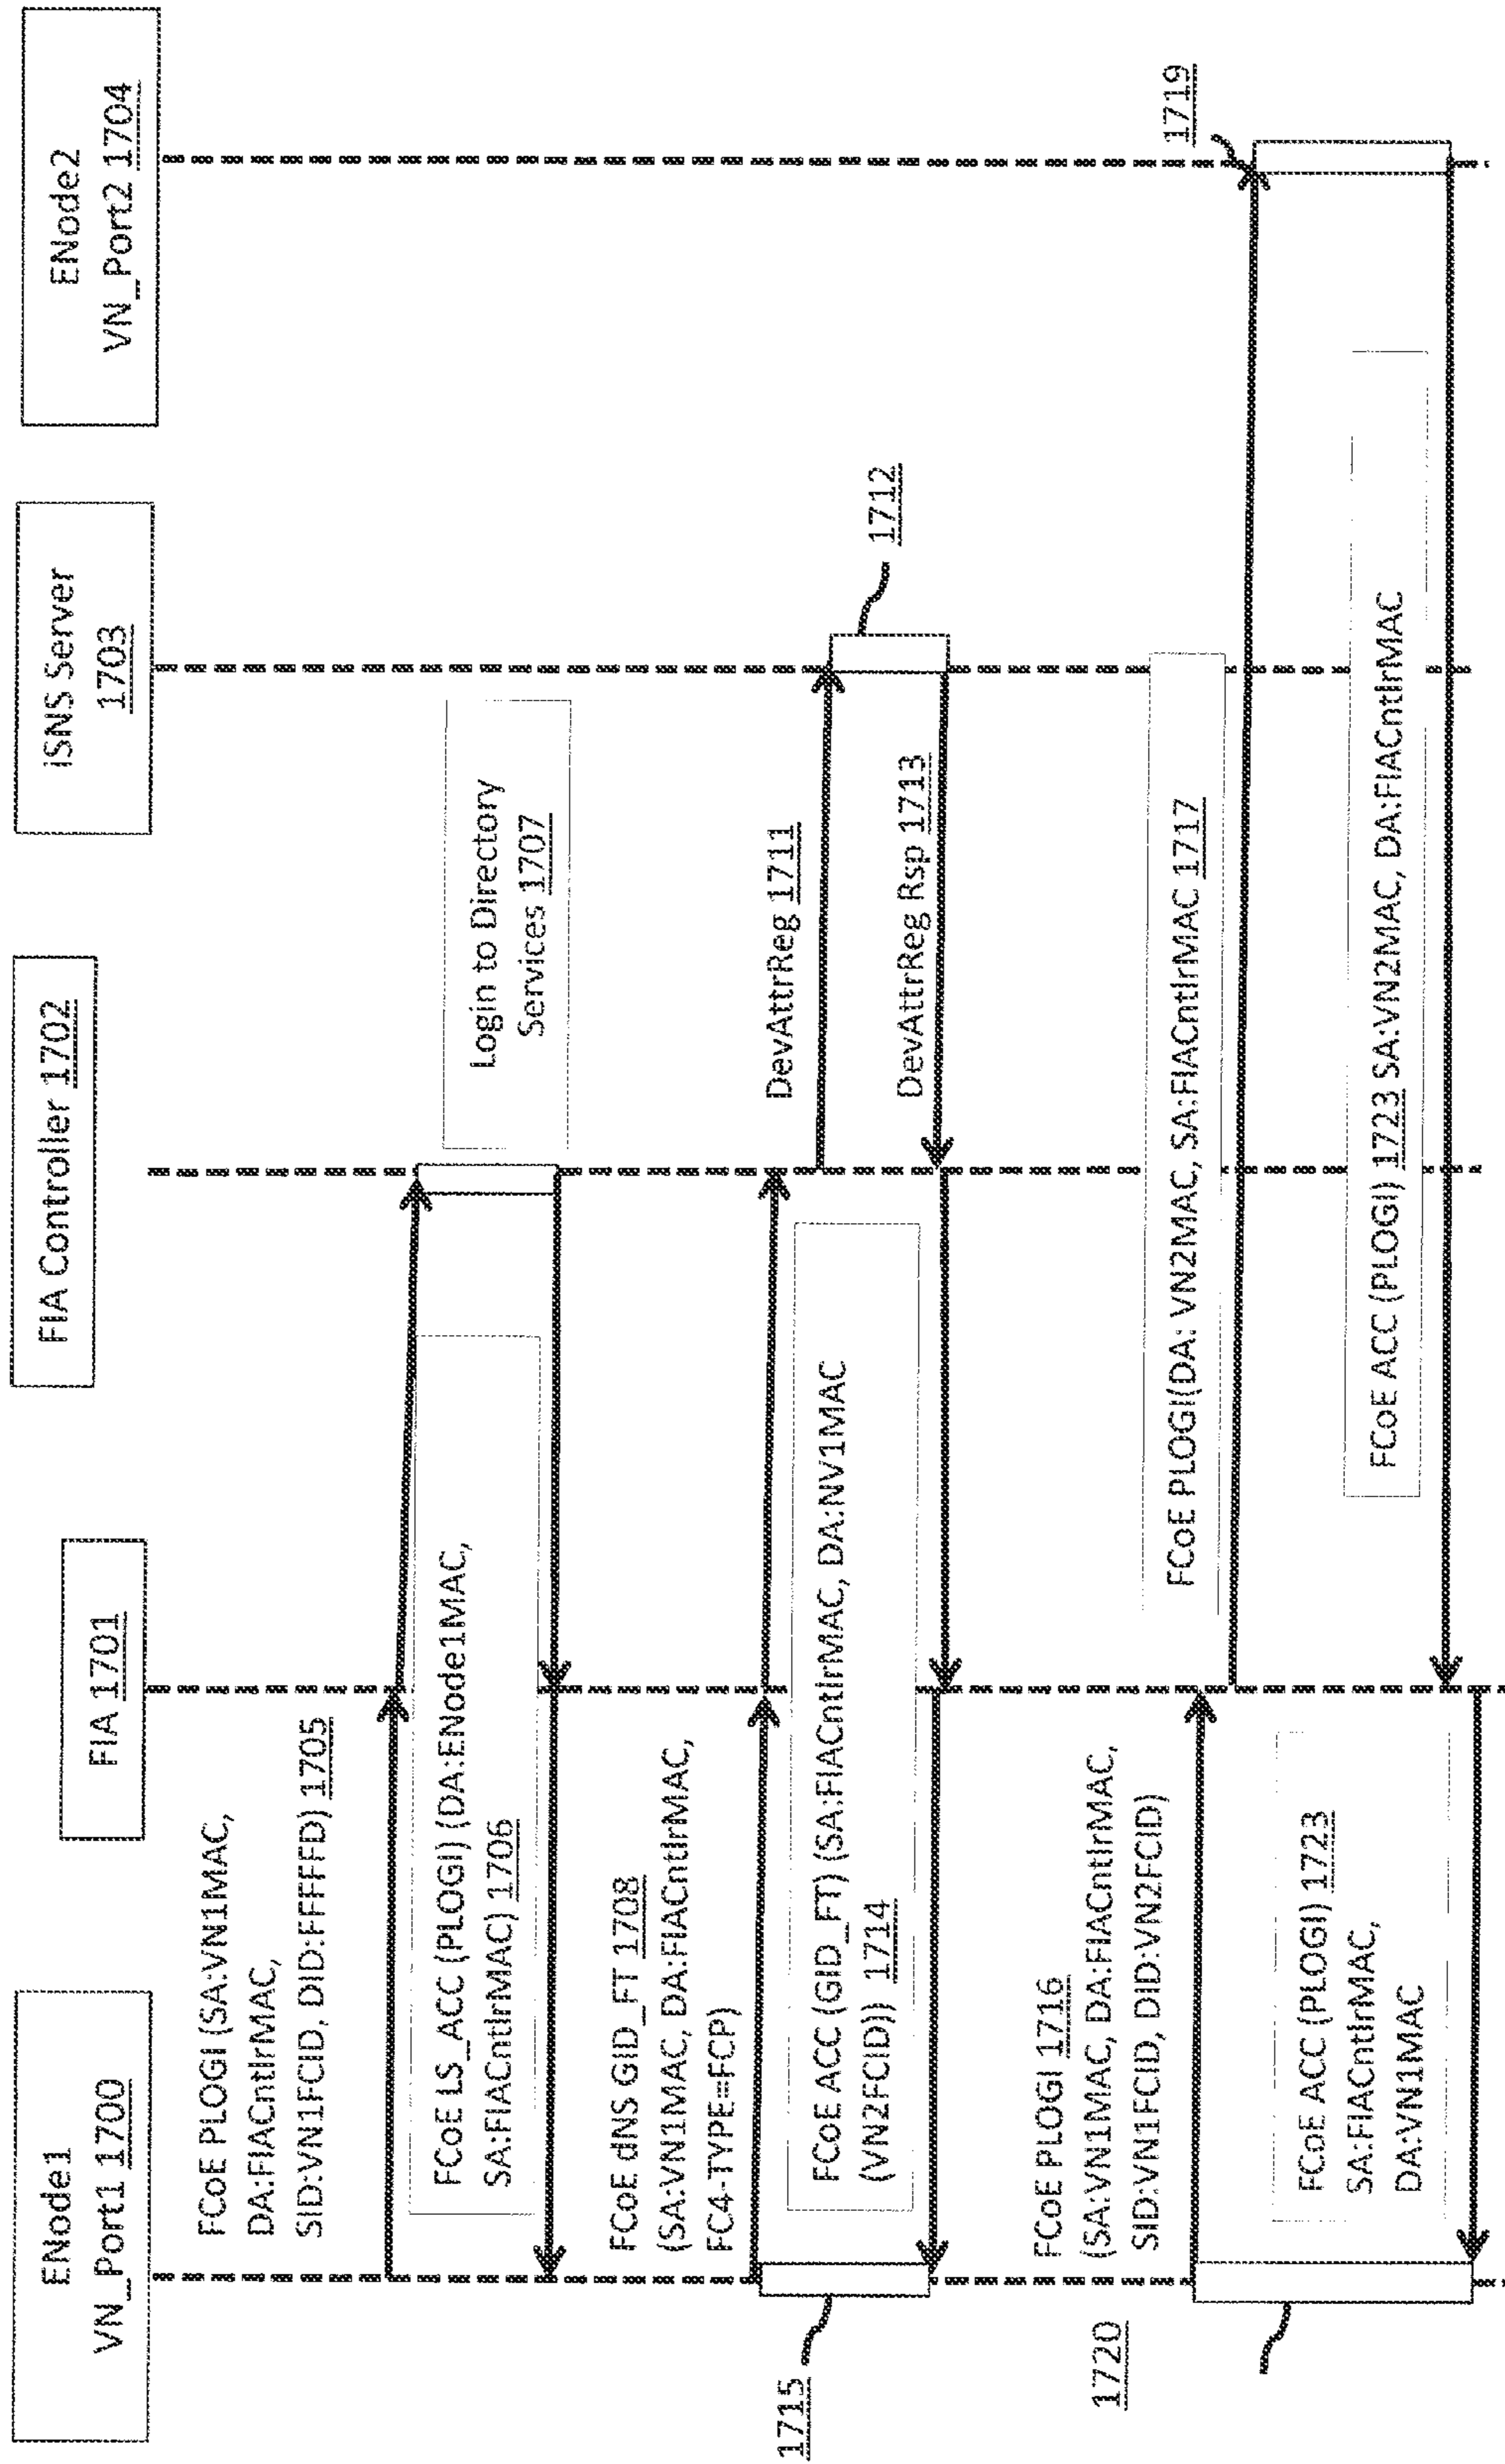 ENode1
VN_Port1 1700
FIA 1701
FIA Controller 1702
iSNS Server
1703
ENode2
VN_Port2 1704
FCoE PLOGI (SA:VN1MAC,
DA:FIACntlrMAC,
SID:VN1FCID, DID:FFFFFD) 1705
FCoE LS_ACC (PLOGI) (DA:ENode1MAC,
SA:FIACntlrMAC) 1706
Login to Directory
Services 1707
FCoE dNS GID_FT 1708
(SA:VN1MAC, DA:FIACntlrMAC,
FC4-TYPE=FCP)
DevAttrReg 1711
1712
DevAttrReg Rsp 1713
FCoE ACC (GID_FT) (SA:FIACntlrMAC, DA:NV1MAC
(VN2FCID)) 1714
1715
FCoE PLOGI 1716
(SA:VN1MAC, DA:FIACntlrMAC,
SID:VN1FCID, DID:VN2FCID)
FCoE PLOGI(DA: VN2MAC, SA:FIACntlrMAC 1717
1719
1720
FCoE ACC (PLOGI) 1723 SA:VN2MAC, DA:FIACntlrMAC
FCoE ACC (PLOGI) 1723
SA:FIACntlrMAC,
DA:VN1MAC